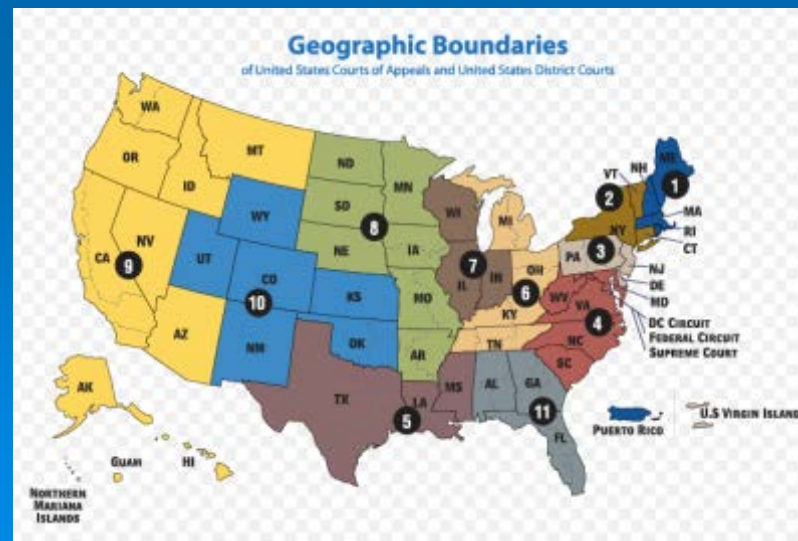 Geographic Boundaries
of United States Courts of Appeals and United States District Courts
WA
MT
ND
MN
ME
VT
NH
1
OR
ID
SD
WI
MI
2
NY
MA
WY
8
RI
CT
NE
IA
7
3
PA
NV
UT
CA
9
CO
10
IL
IN
OH
6
NJ
DE
MD
KS
MO
WV
VA
KY
4
DC CIRCUIT
FEDERAL CIRCUIT
SUPREME COURT
AZ
NM
OK
AR
TN
NC
SC
TX
LA
MS
AL
GA
AK
5
11
FL
PUERTO RICO
U.S VIRGIN ISLAND
GUAM
HI
NORTHERN
MARIANA
ISLANDS